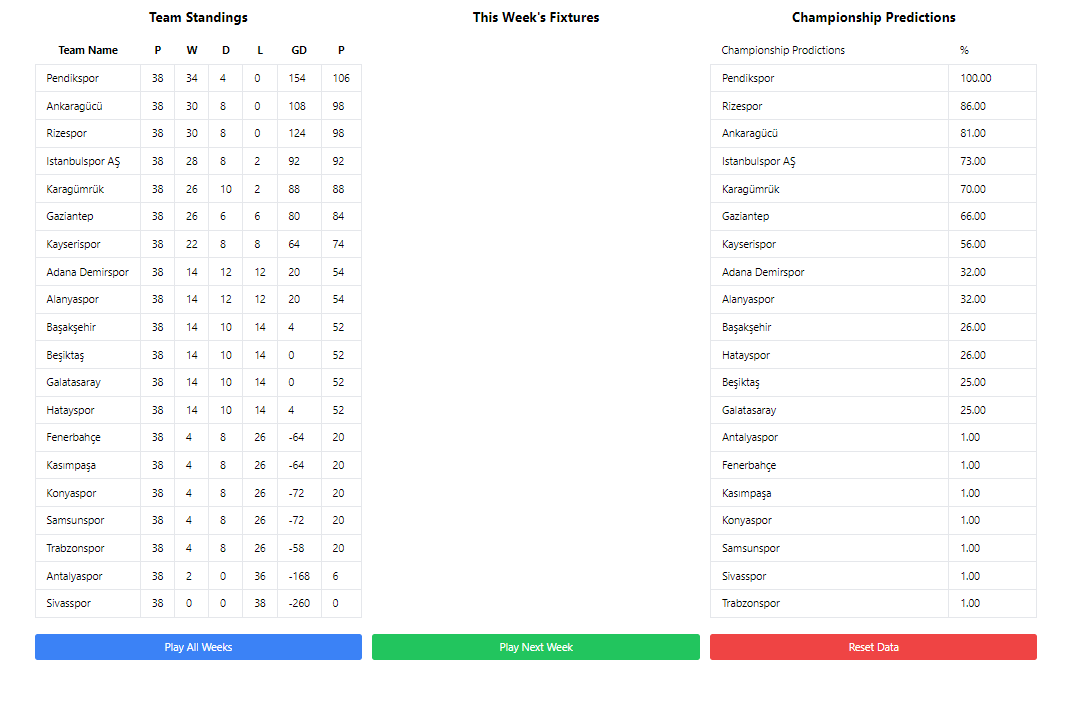 Team Standings
Team Name P W D L GD P
Pendikspor 38 34 4 0 154 106
Ankaragücü 38 30 8 0 108 98
Rizespor 38 30 8 0 124 98
Istanbulspor AŞ 38 28 8 2 92 92
Karagümrük 38 26 10 2 88 88
Gaziantep 38 26 6 6 80 84
Kayserispor 38 22 8 8 64 74
Adana Demirspor 38 14 12 12 20 54
Alanyaspor 38 14 12 12 20 54
Başakşehir 38 14 10 14 4 52
Beşiktaş 38 14 10 14 0 52
Galatasaray 38 14 10 14 0 52
Hatayspor 38 14 10 14 4 52
Fenerbahçe 38 4 8 26 -64 20
Kasımpaşa 38 4 8 26 -64 20
Konyaspor 38 4 8 26 -72 20
Samsunspor 38 4 8 26 -72 20
Trabzonspor 38 4 8 26 -58 20
Antalyaspor 38 2 0 36 -168 6
Sivasspor 38 0 0 38 -260 0
Play All Weeks
This Week's Fixtures
Play Next Week
Championship Predictions
Championship Prodictions %
Pendikspor 100.00
Rizespor 86.00
Ankaragücü 81.00
Istanbulspor AŞ 73.00
Karagümrük 70.00
Gaziantep 66.00
Kayserispor 56.00
Adana Demirspor 32.00
Alanyaspor 32.00
Başakşehir 26.00
Hatayspor 26.00
Beşiktaş 25.00
Galatasaray 25.00
Antalyaspor 1.00
Fenerbahçe 1.00
Kasımpaşa 1.00
Konyaspor 1.00
Samsunspor 1.00
Sivasspor 1.00
Trabzonspor 1.00
Reset Data